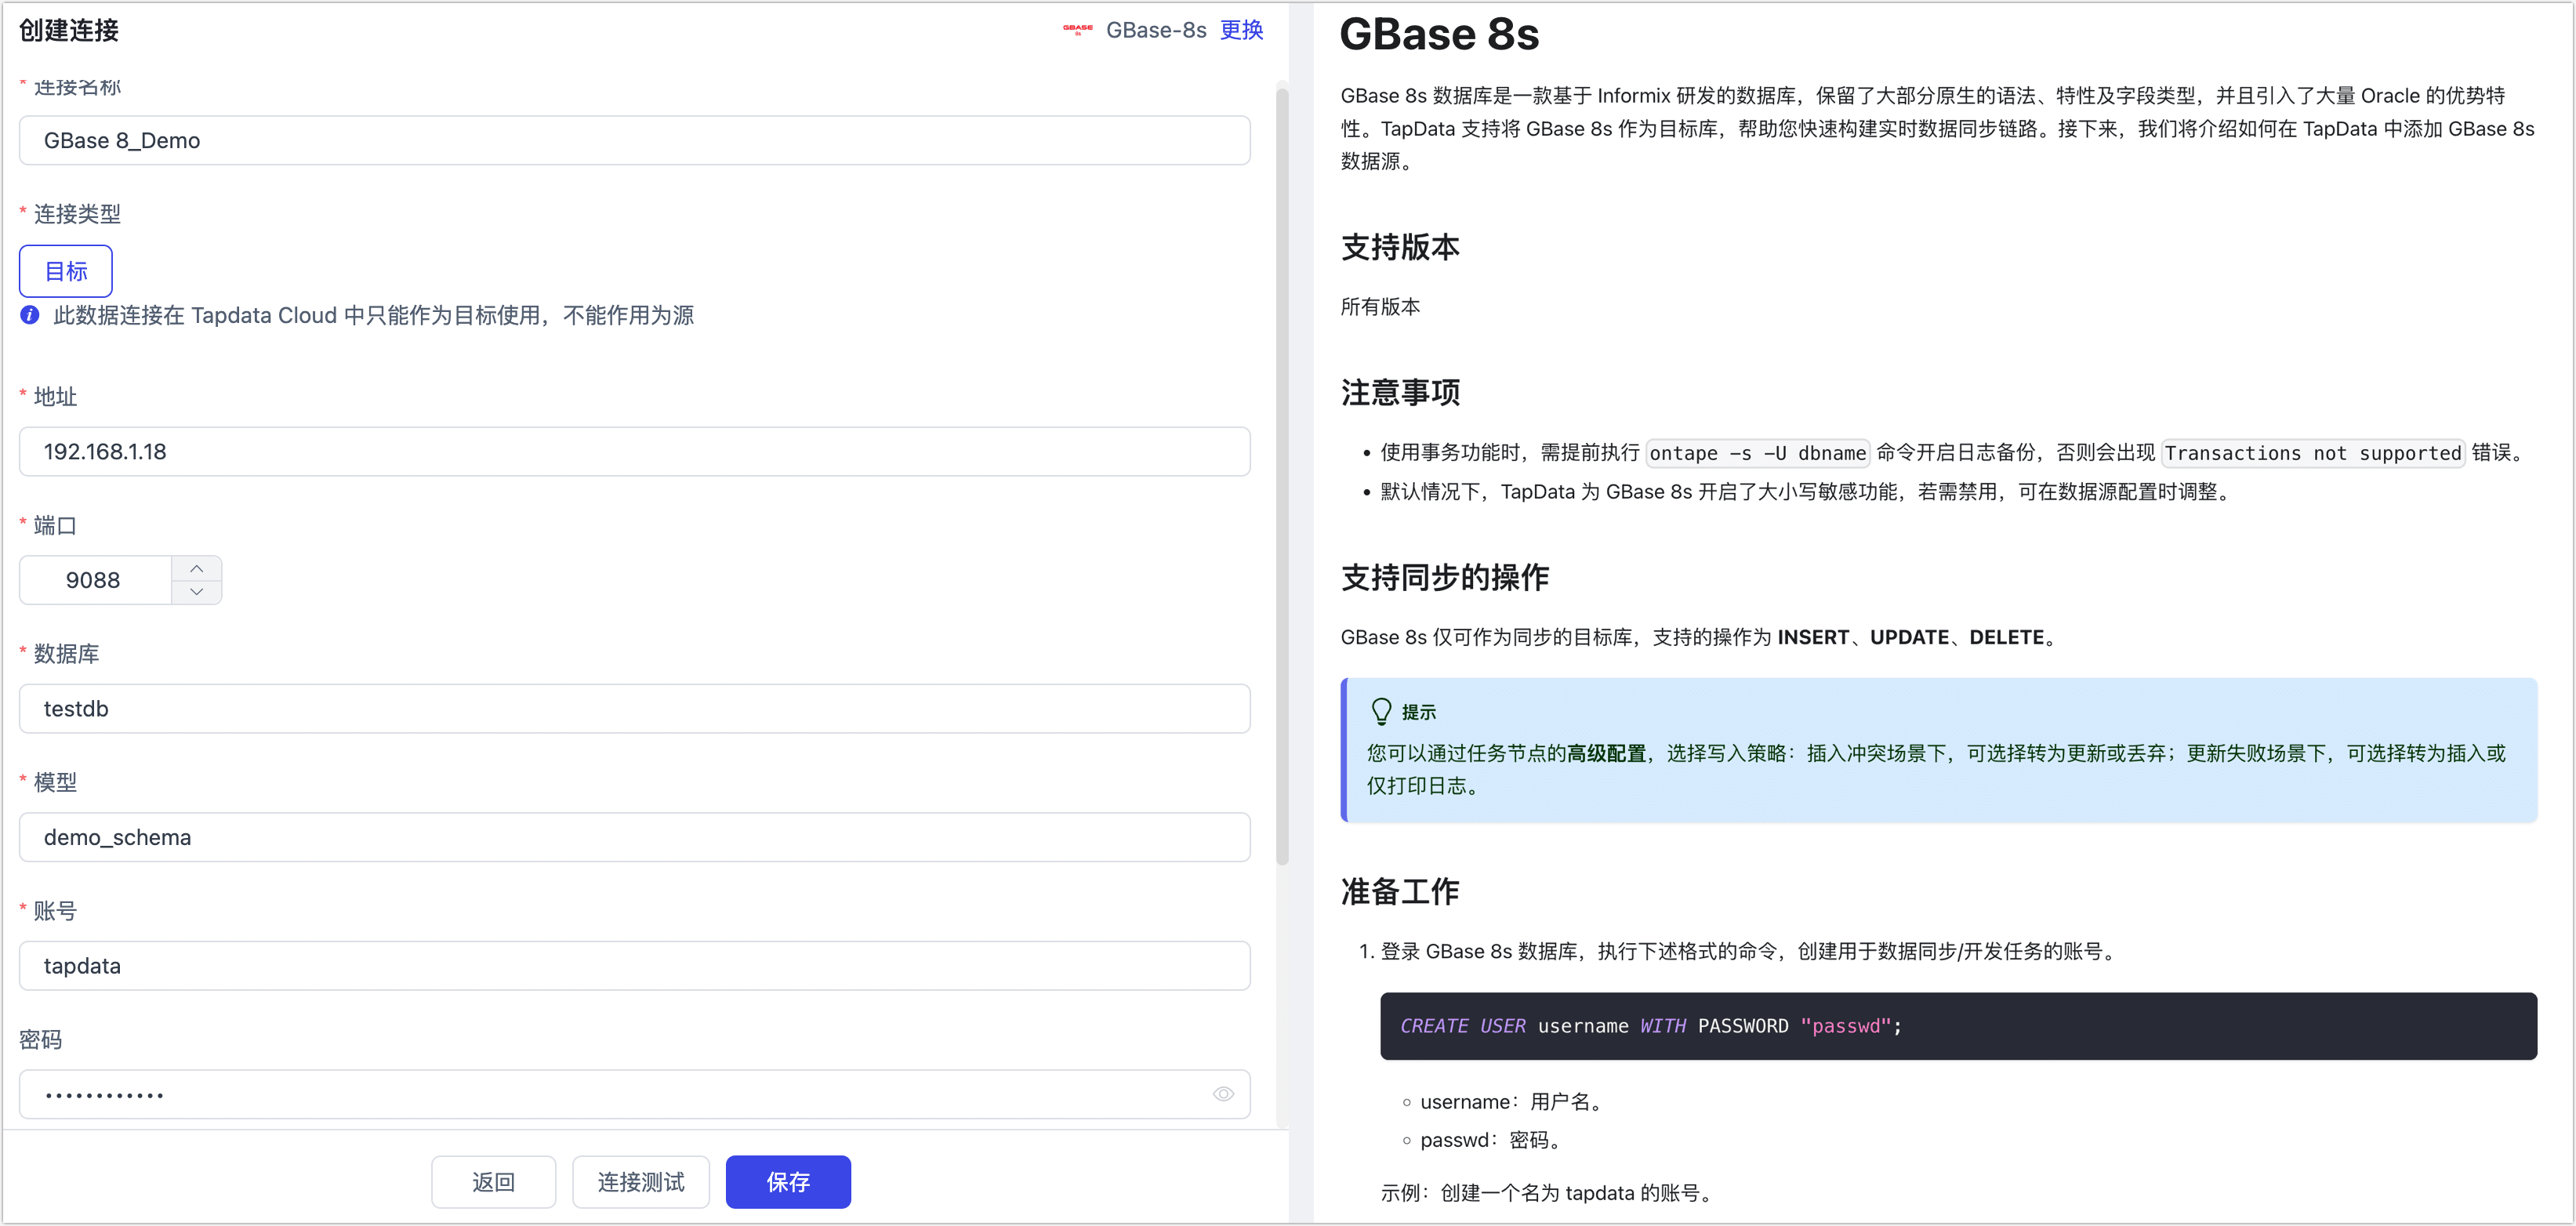 创建连接
GBASE 8s GBase-8s 更换
* 连接名称
GBase 8_Demo
* 连接类型
目标
此数据连接在 Tapdata Cloud 中只能作为目标使用，不能作用为源
* 地址
192.168.1.18
* 端口
9088
* 数据库
testdb
* 模型
demo_schema
* 账号
tapdata
密码
••••••••••••
返回 连接测试 保存
GBase 8s
GBase 8s 数据库是一款基于 Informix 研发的数据库，保留了大部分原生的语法、特性及字段类型，并且引入了大量 Oracle 的优势特
性。TapData 支持将 GBase 8s 作为目标库，帮助您快速构建实时数据同步链路。接下来，我们将介绍如何在 TapData 中添加 GBase 8s
数据源。
支持版本
所有版本
注意事项
• 使用事务功能时，需提前执行 ontape -s -U dbname 命令开启日志备份，否则会出现 Transactions not supported 错误。
• 默认情况下，TapData 为 GBase 8s 开启了大小写敏感功能，若需禁用，可在数据源配置时调整。
支持同步的操作
GBase 8s 仅可作为同步的目标库，支持的操作为 INSERT、UPDATE、DELETE。
提示
您可以通过任务节点的高级配置，选择写入策略：插入冲突场景下，可选择转为更新或丢弃；更新失败场景下，可选择转为插入或
仅打印日志。
准备工作
1. 登录 GBase 8s 数据库，执行下述格式的命令，创建用于数据同步/开发任务的账号。
CREATE USER username WITH PASSWORD "passwd";
◦ username：用户名。
◦ passwd：密码。
示例：创建一个名为 tapdata 的账号。